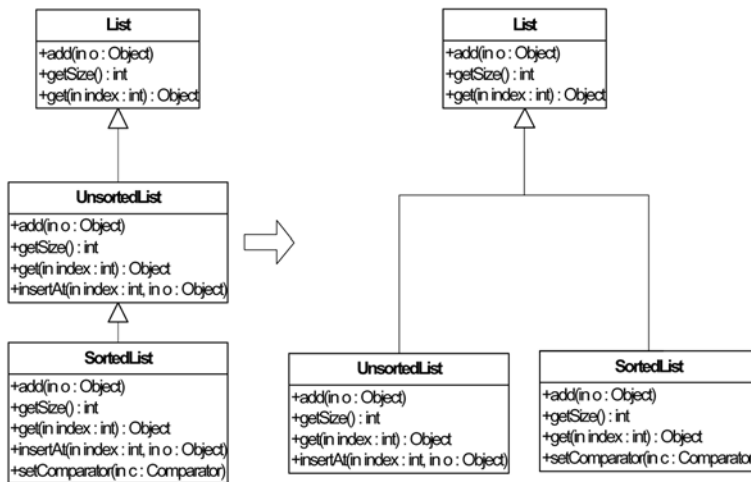 List
+add(in o : Object)
+getSize() : int
+get(in index : int) : Object
UnsortedList
+add(in o : Object)
+getSize() : int
+get(in index : int) : Object
+insertAt(in index : int, in o : Object)
SortedList
+add(in o : Object)
+getSize() : int
+get(in index : int) : Object
+insertAt(in index : int, in o : Object)
+setComparator(in c : Comparator)
List
+add(in o : Object)
+getSize() : int
+get(in index : int) : Object
UnsortedList
+add(in o : Object)
+getSize() : int
+get(in index : int) : Object
+insertAt(in index : int, in o : Object)
SortedList
+add(in o : Object)
+getSize() : int
+get(in index : int) : Object
+setComparator(in c : Comparator)